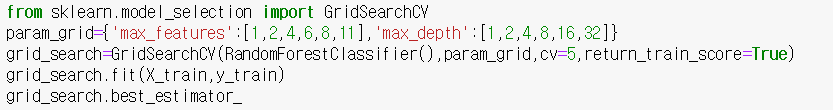 from sklearn.model_selection import GridSearchCV
param_grid={'max_features':[1,2,4,6,8,11],'max_depth':[1,2,4,8,16,32]}
grid_search=GridSearchCV(RandomForestClassifier(),param_grid,cv=5,return_train_score=True)
grid_search.fit(X_train,y_train)
grid_search.best_estimator_